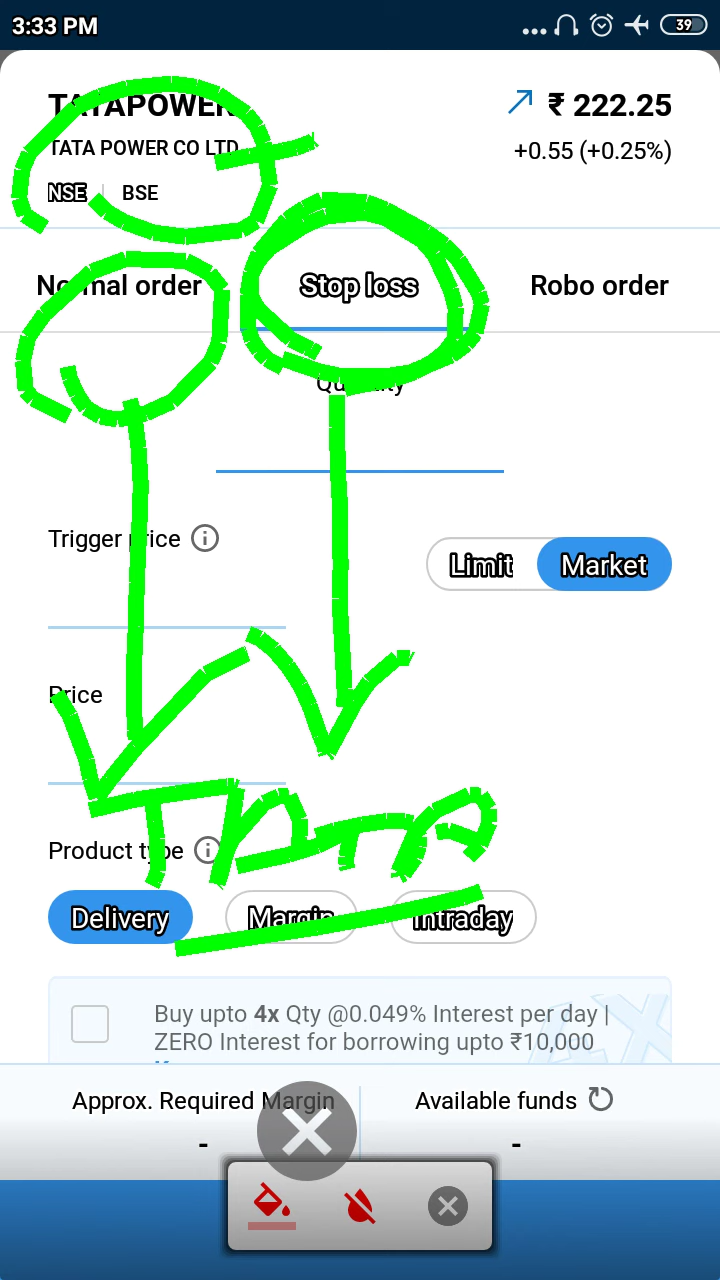 3:33 PM
39
TATAPOWER
₹ 222.25
TATA POWER CO LTD
+0.55 (+0.25%)
NSE | BSE
Normal order
Stop loss
Robo order
Quantity
Trigger price
Limit
Market
Price
Product type
Delivery
Margin
Intraday
Buy upto 4x Qty @0.049% Interest per day |
ZERO Interest for borrowing upto ₹10,000
4X
Approx. Required Margin
Available funds
-
-